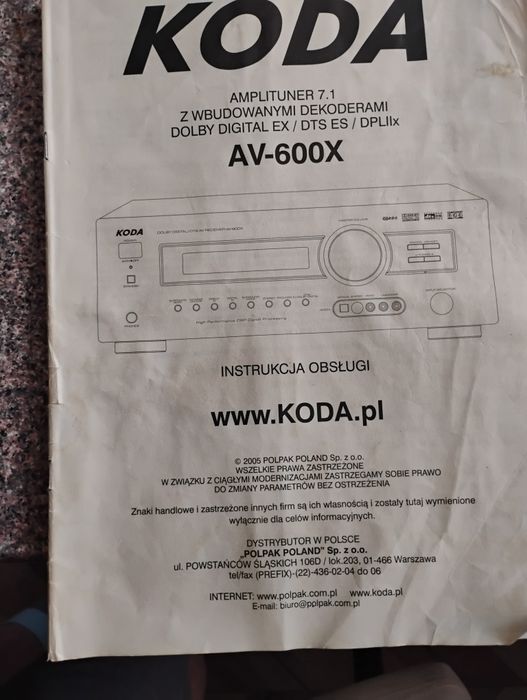 KODA
AMPLITUNER 7.1
Z WBUDOWANYMI DEKODERAMI
DOLBY DIGITAL EX / DTS ES / DPLIIx
AV-600X
KODA
PHONES
INSTRUKCJA OBSŁUGI
www.KODA.pl
© 2005 POLPAK POLAND Sp. z o.o.
WSZELKIE PRAWA ZASTRZEŻONE
W ZWIĄZKU Z CIĄGŁYMI MODERNIZACJAMI ZASTRZEGAMY SOBIE PRAWO
DO ZMIANY PARAMETRÓW BEZ OSTRZEŻENIA
Znaki handlowe i zastrzeżone innych firm są ich własnością i zostały tutaj wymienione
wyłącznie dla celów informacyjnych.
DYSTRYBUTOR W POLSCE
„POLPAK POLAND" Sp. z o.o.
ul. POWSTAŃCÓW ŚLĄSKICH 106D / lok.203, 01-466 Warszawa
tel/fax (PREFIX)-(22)-436-02-04 do 06
INTERNET: www.polpak.com.pl www.koda.pl
E-mail: biuro@polpak.com.pl